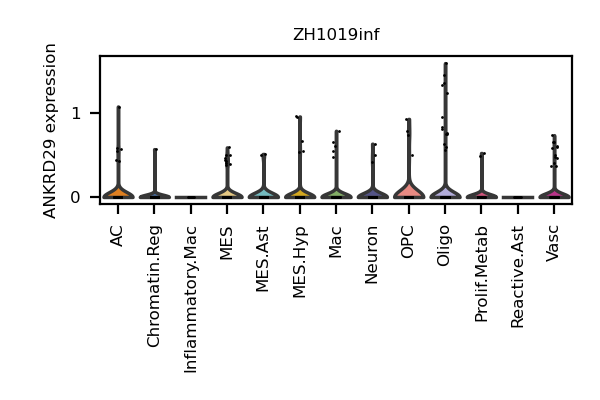 ZH1019inf
ANKRD29 expression
1
0
AC
Chromatin.Reg
Inflammatory.Mac
MES
MES.Ast
MES.Hyp
Mac
Neuron
OPC
Oligo
Prolif.Metab
Reactive.Ast
Vasc